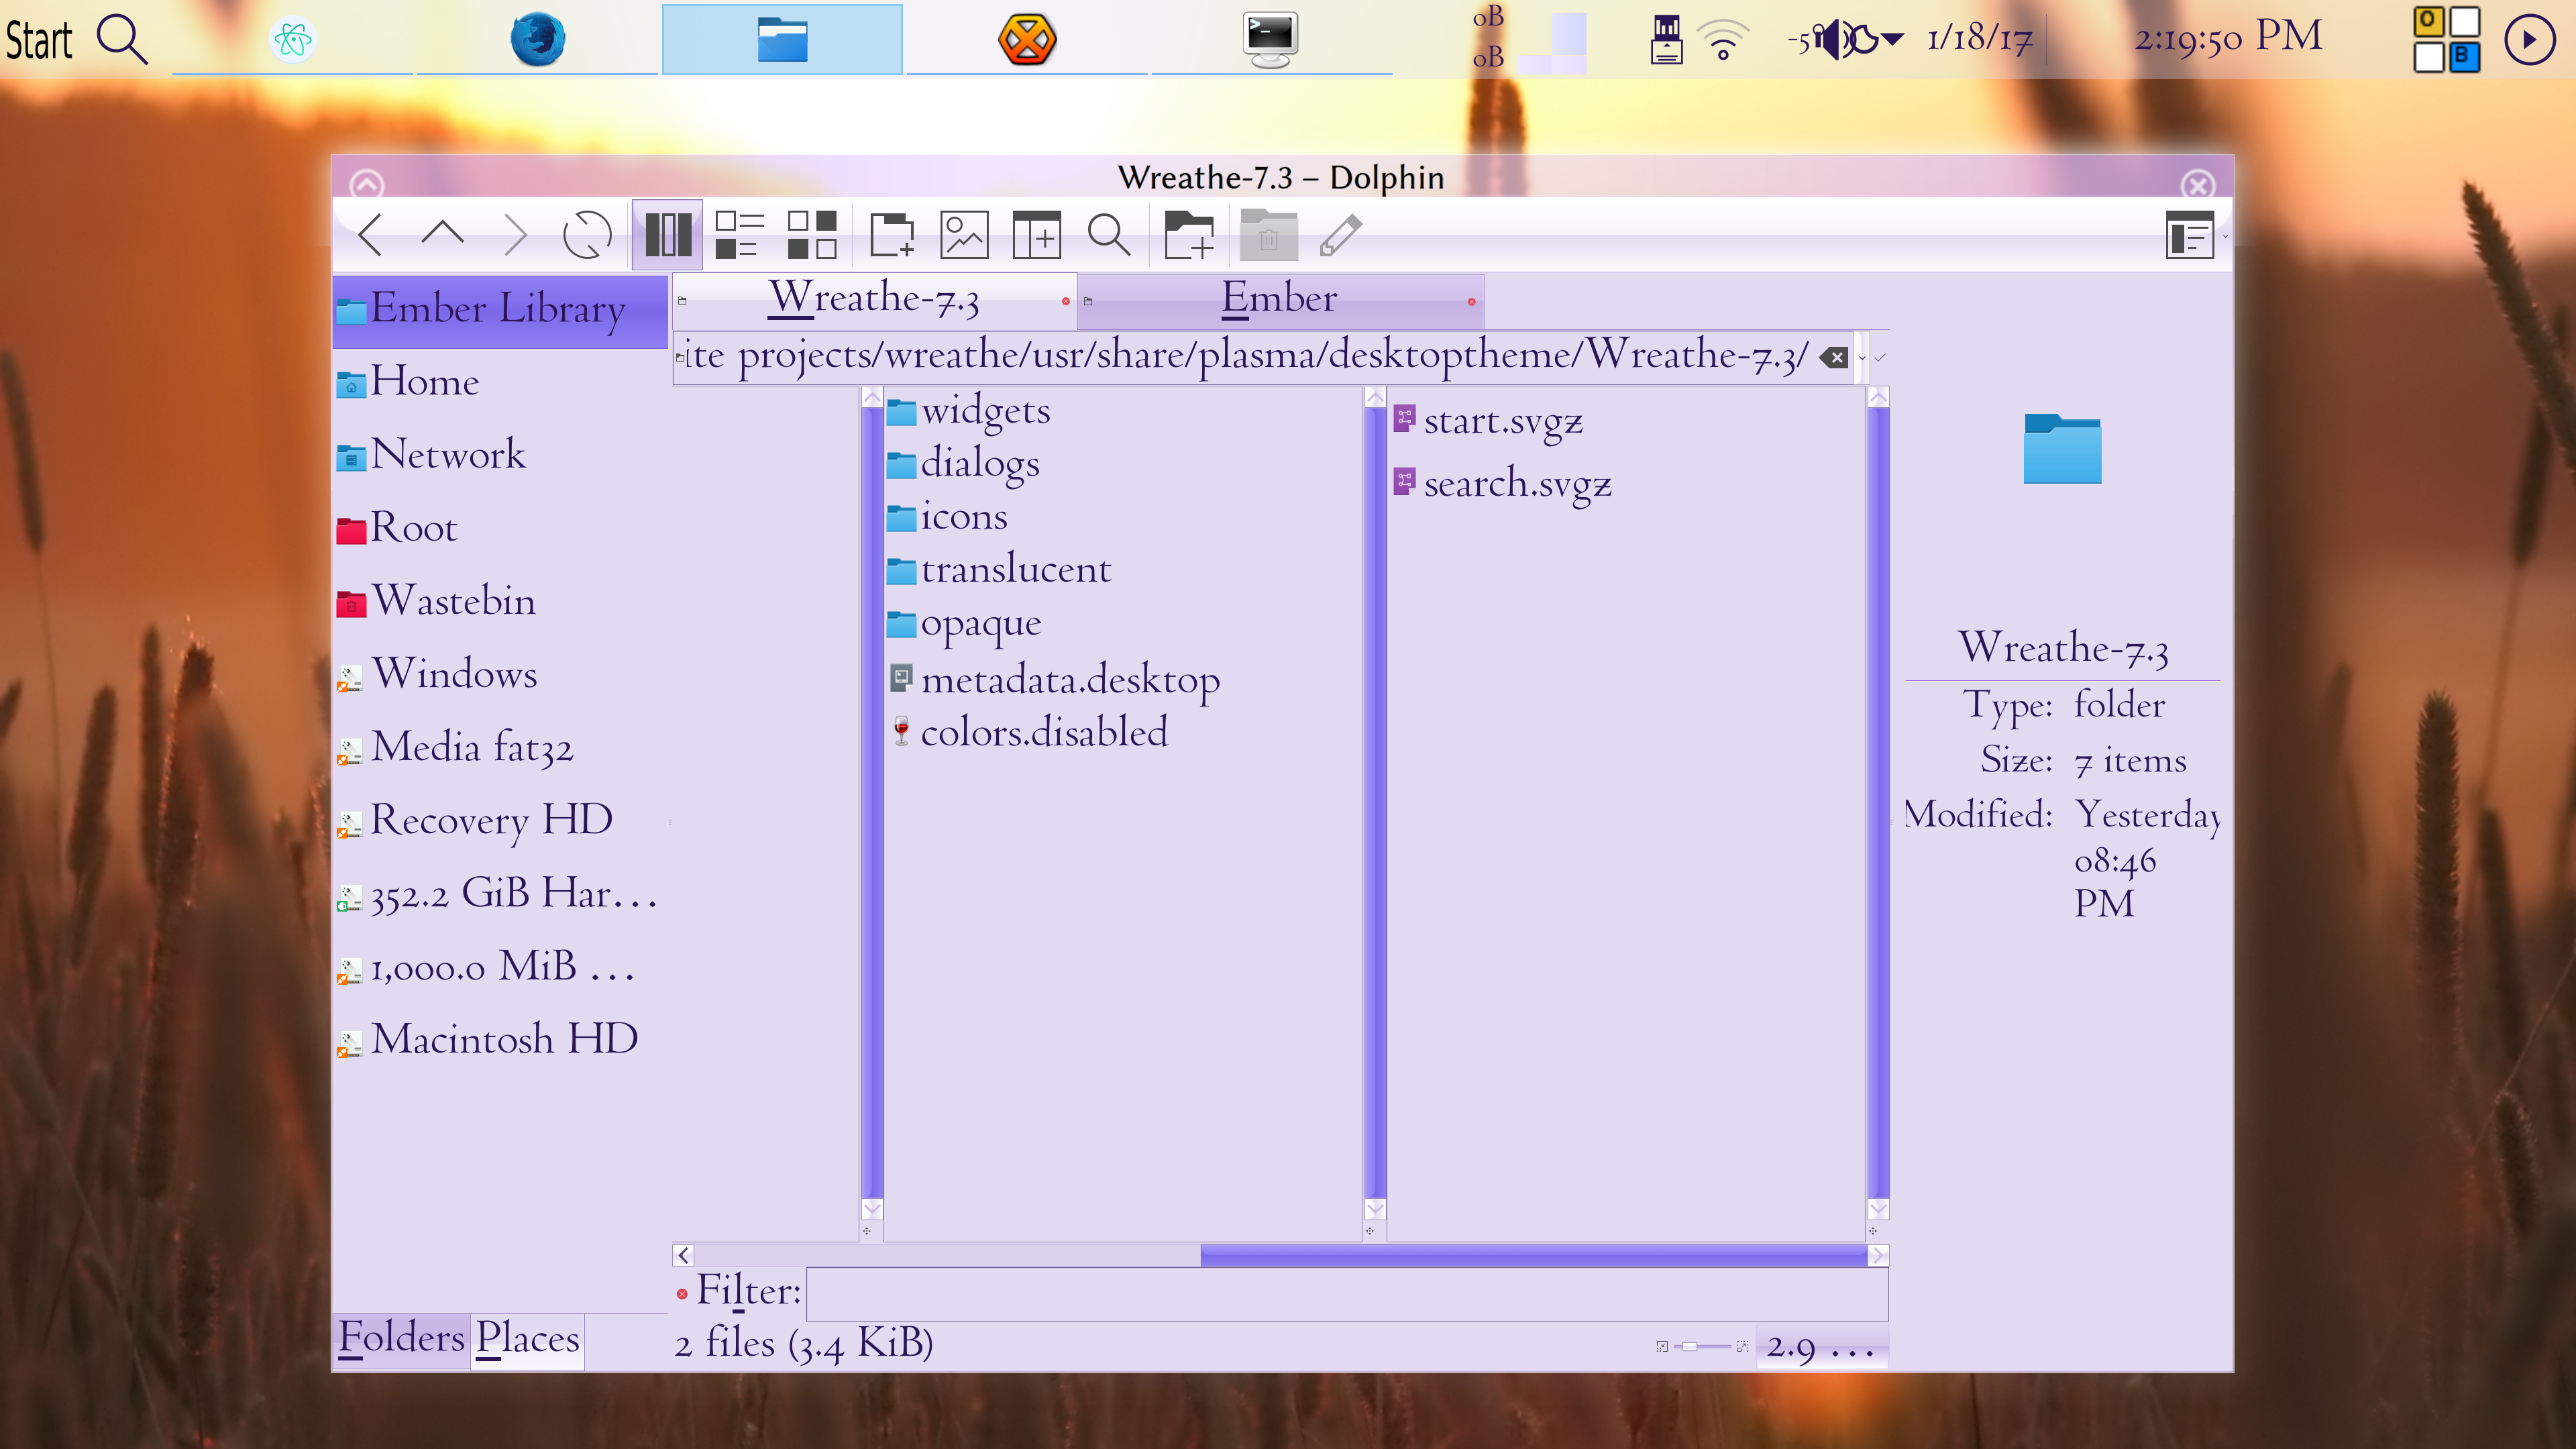 Start
oB
oB
-5°
1/18/17
2:19:50 PM
O
B
Wreathe-7.3 – Dolphin
Ember Library
Home
Network
Root
Wastebin
Windows
Media fat32
Recovery HD
352.2 GiB Har…
1,000.0 MiB …
Macintosh HD
Folders
Places
Wreathe-7.3
Ember
ite projects/wreathe/usr/share/plasma/desktoptheme/Wreathe-7.3/
widgets
dialogs
icons
translucent
opaque
metadata.desktop
colors.disabled
start.svgz
search.svgz
Filter:
2 files (3.4 KiB)
2.9 …
Wreathe-7.3
Type: folder
Size: 7 items
Modified: Yesterday
08:46
PM